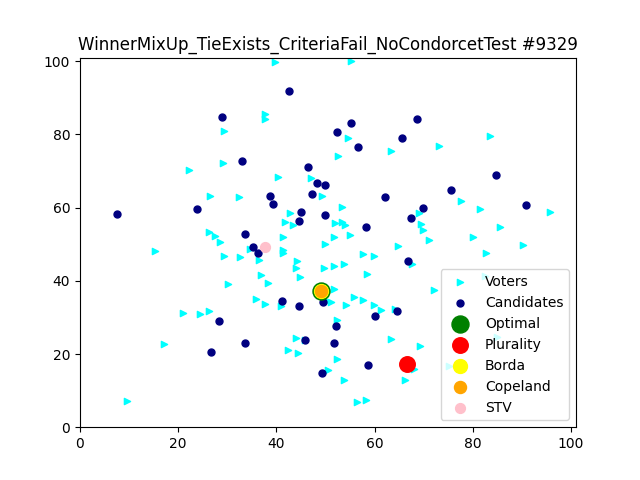 WinnerMixUp_TieExists_CriteriaFail_NoCondorcetTest #9329
100
80
60
40
20
0
0 20 40 60 80 100
Voters
Candidates
Optimal
Plurality
Borda
Copeland
STV